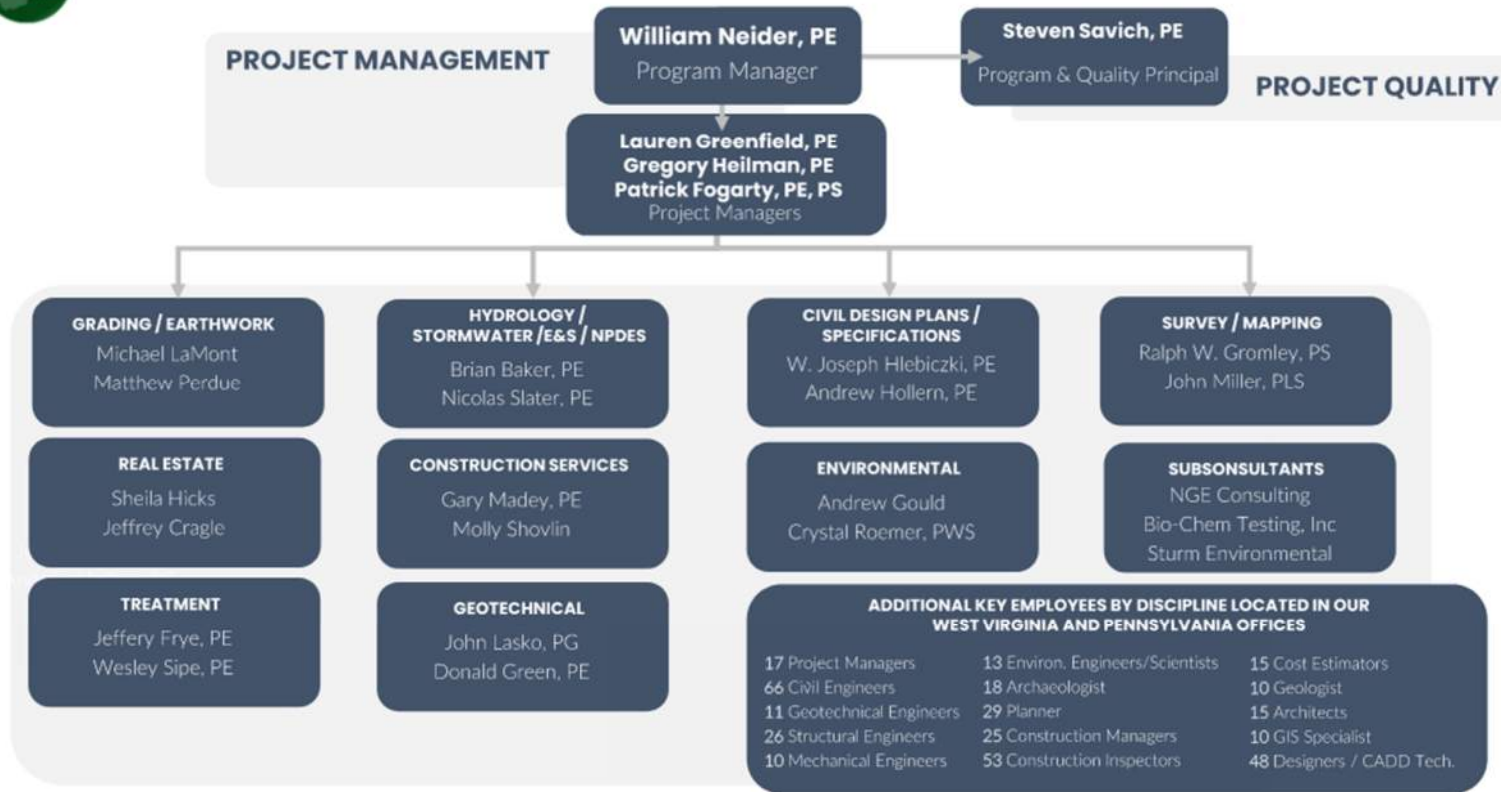 PROJECT MANAGEMENT
William Neider, PE
Program Manager
Steven Savich, PE
Program & Quality Principal
PROJECT QUALITY
Lauren Greenfield, PE
Gregory Heilman, PE
Patrick Fogarty, PE, PS
Project Managers
GRADING / EARTHWORK
Michael LaMont
Matthew Perdue
HYDROLOGY /
STORMWATER /E&S / NPDES
Brian Baker, PE
Nicolas Slater, PE
CIVIL DESIGN PLANS /
SPECIFICATIONS
W. Joseph Hlebiczki, PE
Andrew Hollern, PE
SURVEY / MAPPING
Ralph W. Gromley, PS
John Miller, PLS
REAL ESTATE
Sheila Hicks
Jeffrey Cragle
CONSTRUCTION SERVICES
Gary Madey, PE
Molly Shovlin
ENVIRONMENTAL
Andrew Gould
Crystal Roemer, PWS
SUBSONSULTANTS
NGE Consulting
Bio-Chem Testing, Inc
Sturm Environmental
TREATMENT
Jeffery Frye, PE
Wesley Sipe, PE
GEOTECHNICAL
John Lasko, PG
Donald Green, PE
ADDITIONAL KEY EMPLOYEES BY DISCIPLINE LOCATED IN OUR
WEST VIRGINIA AND PENNSYLVANIA OFFICES
17 Project Managers
66 Civil Engineers
11 Geotechnical Engineers
26 Structural Engineers
10 Mechanical Engineers
13 Environ. Engineers/Scientists
18 Archaeologist
29 Planner
25 Construction Managers
53 Construction Inspectors
15 Cost Estimators
10 Geologist
15 Architects
10 GIS Specialist
48 Designers / CADD Tech.